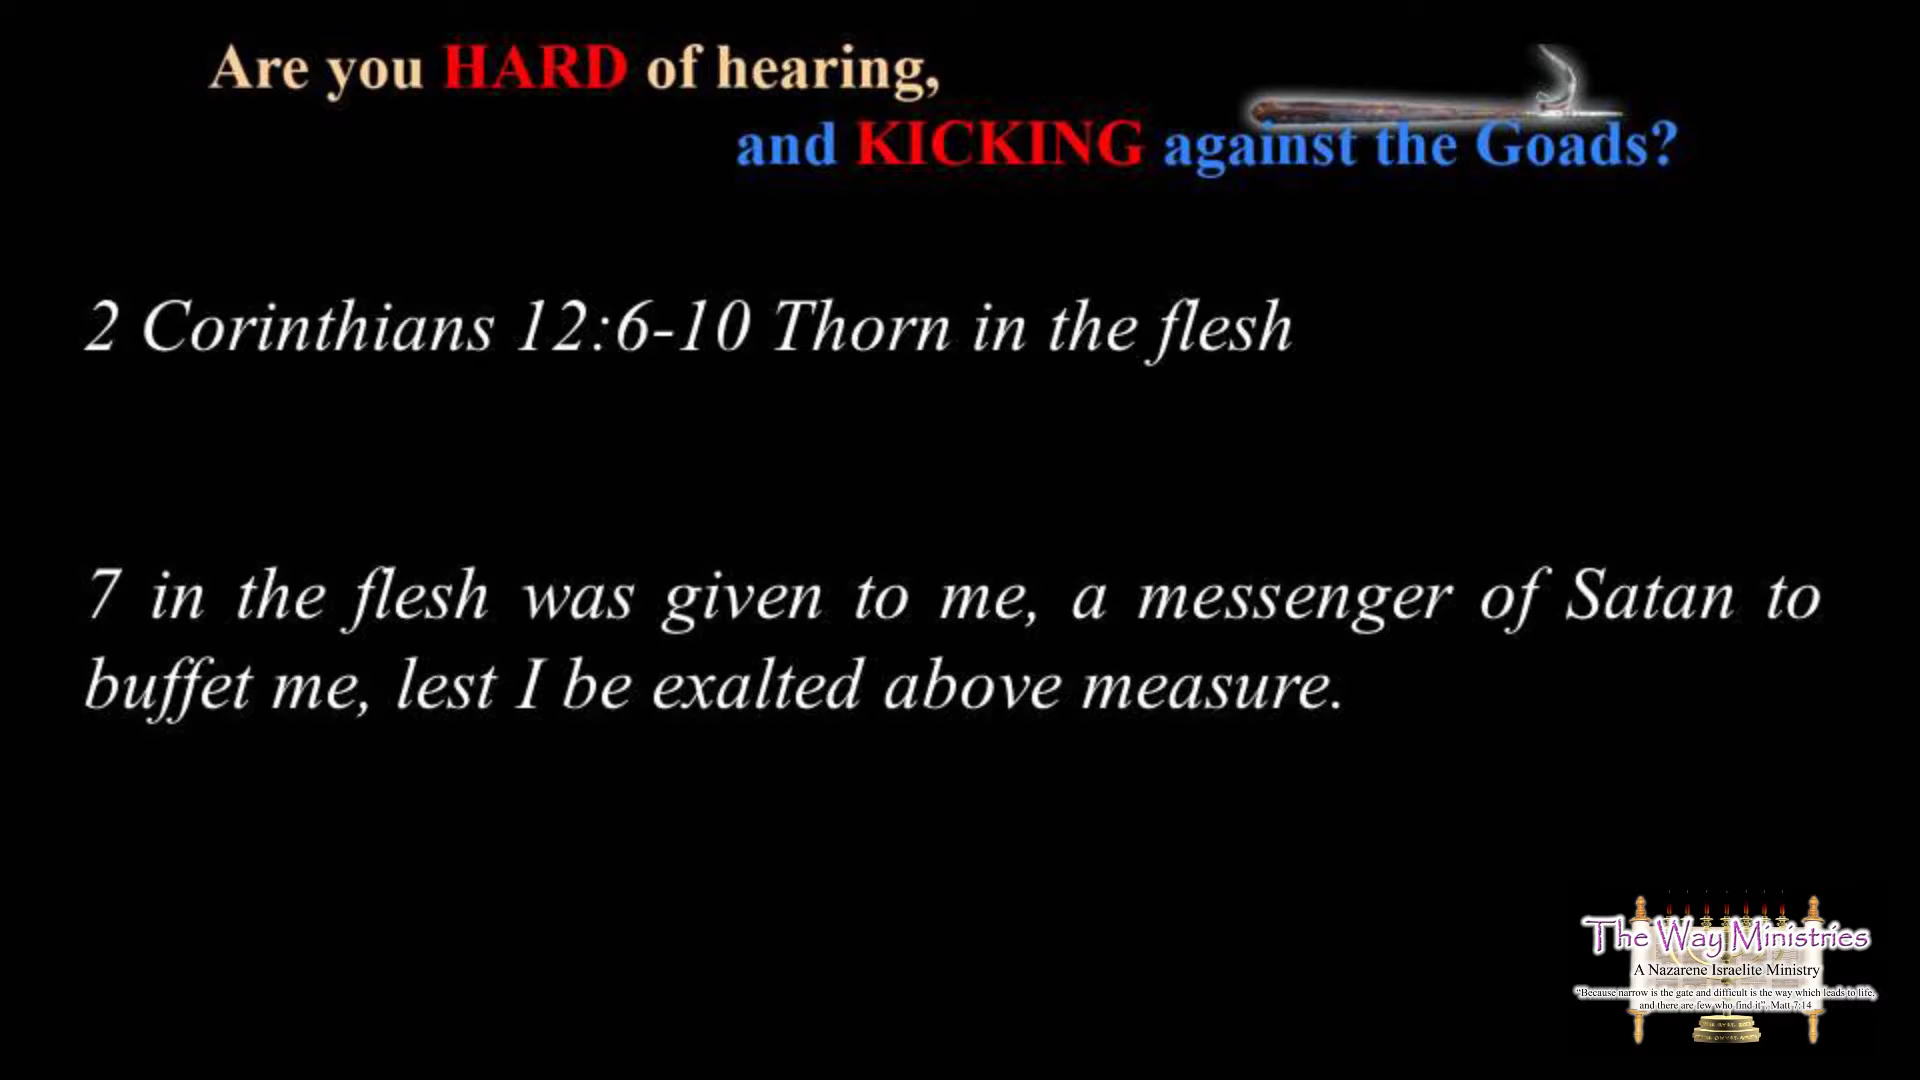 Are you HARD of hearing,
and KICKING against the Goads?
2 Corinthians 12:6-10 Thorn in the flesh
7 in the flesh was given to me, a messenger of Satan to
buffet me, lest I be exalted above measure.
The Way Ministries
A Nazarene Israelite Ministry
"Because narrow is the gate and difficult is the way which leads to life,
and there are few who find it". Matt 7:14